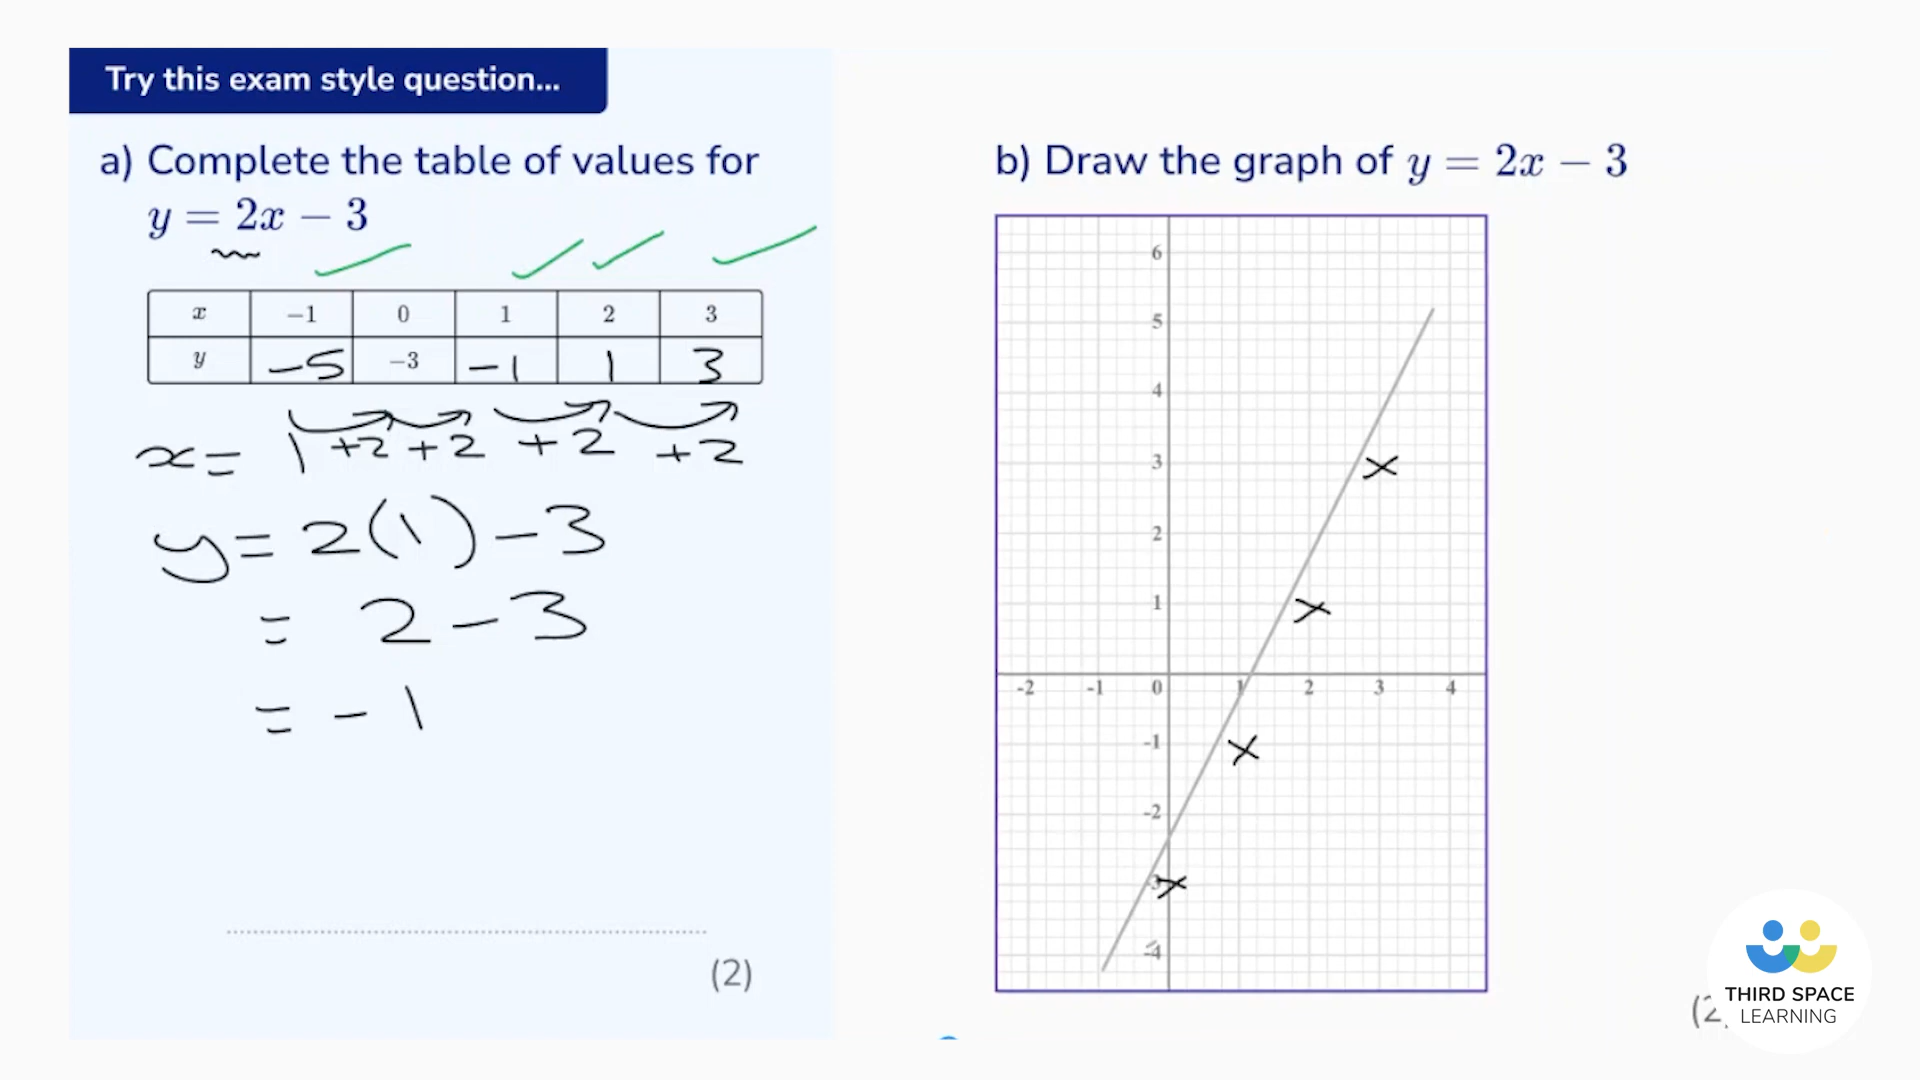 Try this exam style question...
a) Complete the table of values for
y = 2x − 3
x −1 0 1 2 3
y −5 −3 −1 1 3
+2 +2 +2 +2
x = 1
y = 2(1) − 3
= 2 − 3
= − 1
(2)
b) Draw the graph of y = 2x − 3
6
5
4
3
2
1
-2 -1 0 1 2 3 4
-1
-2
-3
-4
(2
THIRD SPACE
LEARNING